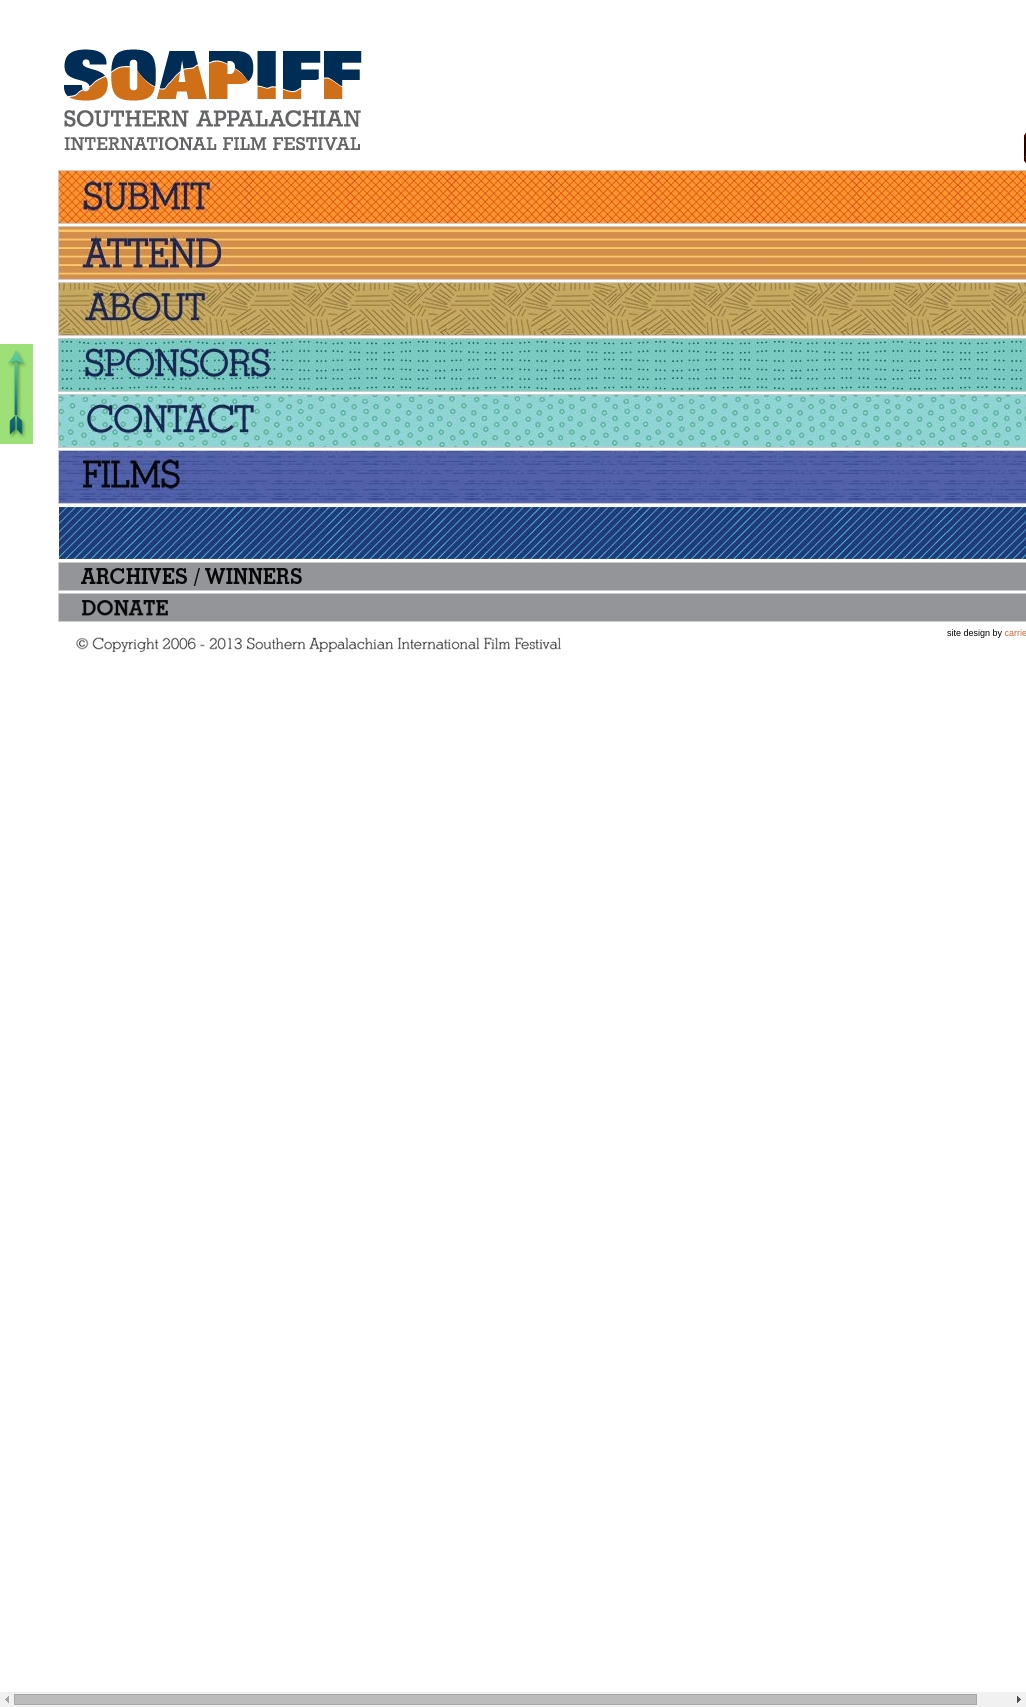 SOAPIFF
SOUTHERN APPALACHIAN
INTERNATIONAL FILM FESTIVAL
SUBMIT
ATTEND
ABOUT
SPONSORS
CONTACT
FILMS
ARCHIVES / WINNERS
DONATE
site design by carrie
© Copyright 2006 - 2013 Southern Appalachian International Film Festival